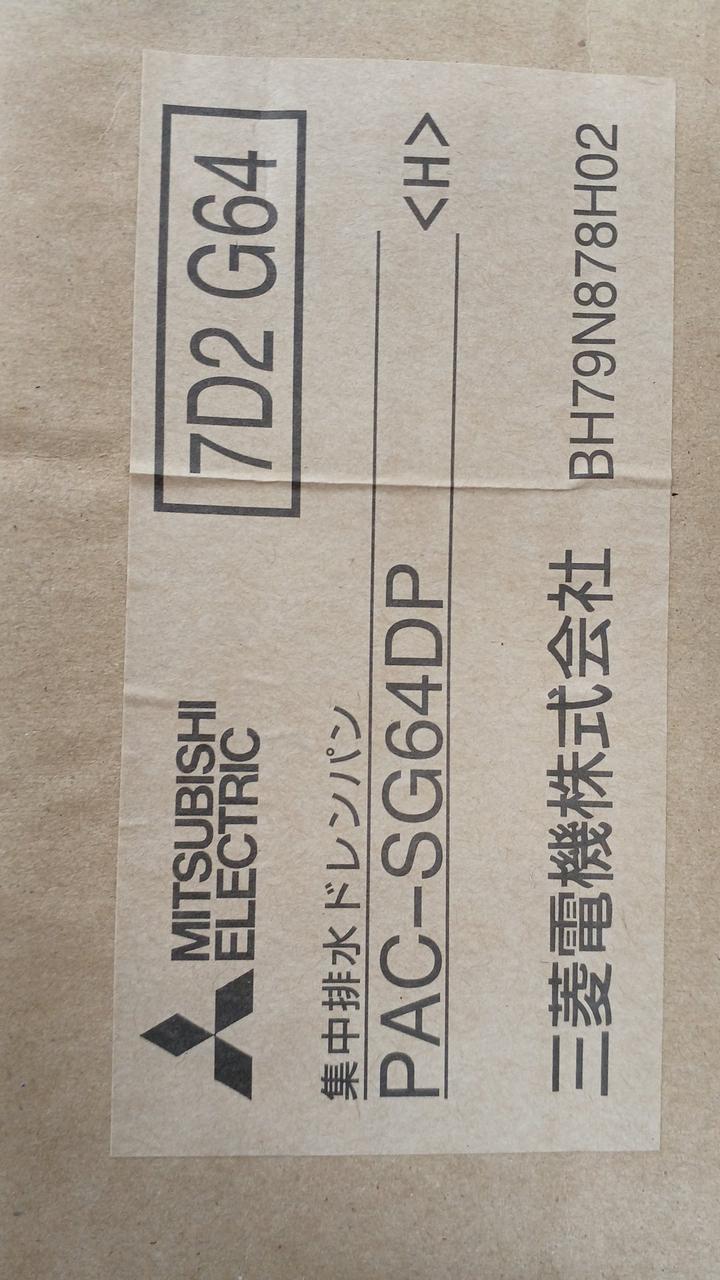 MITSUBISHI
ELECTRIC
7D2 G64
集中排水ドレンパン
PAC-SG64DP <H>
三菱電機株式会社 BH79N878H02